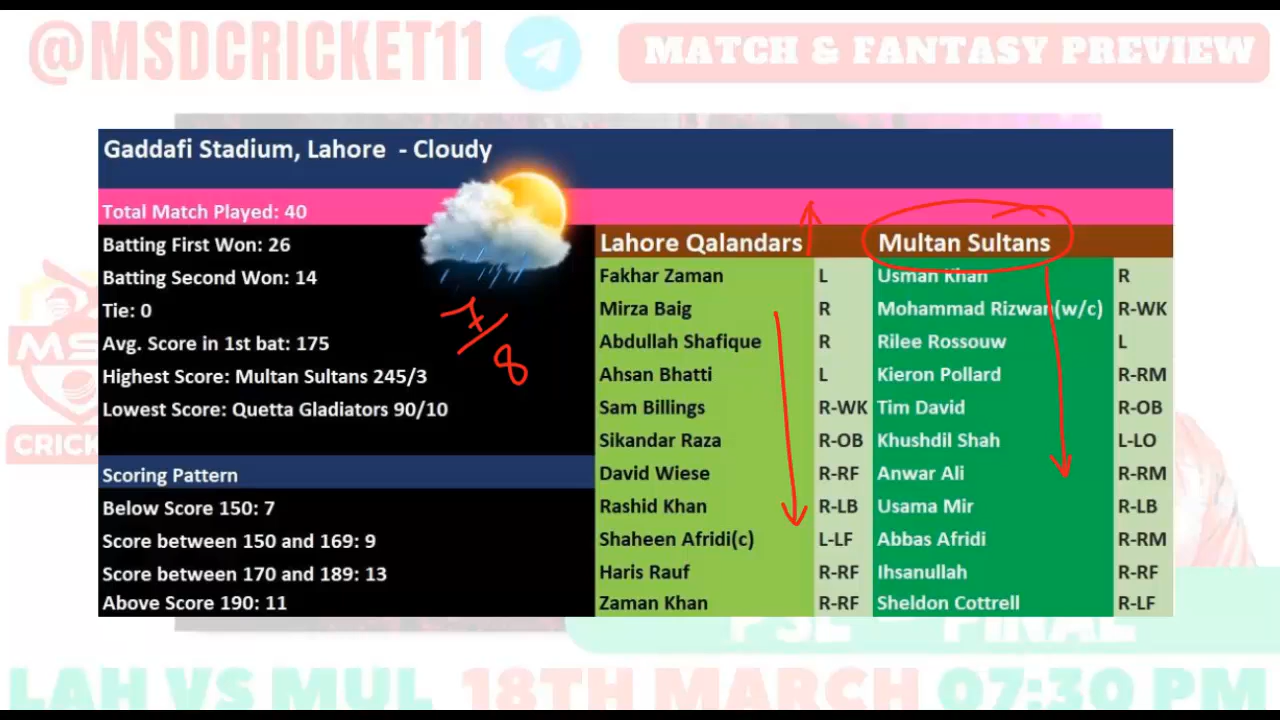 @MSDCRICKET11
MATCH & FANTASY PREVIEW
Gaddafi Stadium, Lahore - Cloudy
Total Match Played: 40
Batting First Won: 26
Batting Second Won: 14
Tie: 0
Avg. Score in 1st bat: 175
Highest Score: Multan Sultans 245/3
Lowest Score: Quetta Gladiators 90/10
7/8
Scoring Pattern
Below Score 150: 7
Score between 150 and 169: 9
Score between 170 and 189: 13
Above Score 190: 11
Lahore Qalandars
Fakhar Zaman L
Mirza Baig R
Abdullah Shafique R
Ahsan Bhatti L
Sam Billings R-WK
Sikandar Raza R-OB
David Wiese R-RF
Rashid Khan R-LB
Shaheen Afridi(c) L-LF
Haris Rauf R-RF
Zaman Khan R-RF
Multan Sultans
Usman Khan R
Mohammad Rizwan(w/c) R-WK
Rilee Rossouw L
Kieron Pollard R-RM
Tim David R-OB
Khushdil Shah L-LO
Anwar Ali R-RM
Usama Mir R-LB
Abbas Afridi R-RM
Ihsanullah R-RF
Sheldon Cottrell R-LF
MS
CRIC
PSL - FINAL
LAH VS MUL 18TH MARCH 07:30 PM